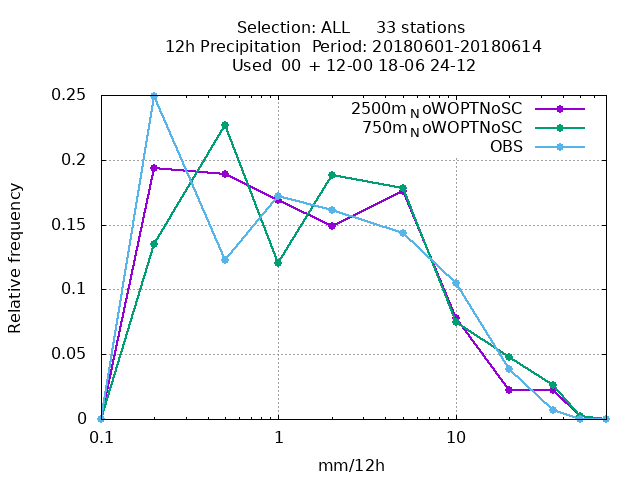 Selection: ALL 33 stations
12h Precipitation Period: 20180601-20180614
Used 00 + 12-00 18-06 24-12
2500m_NoWOPTNoSC
750m_NoWOPTNoSC
OBS
0.25
0.2
0.15
0.1
0.05
0
Relative frequency
0.1 1 10
mm/12h